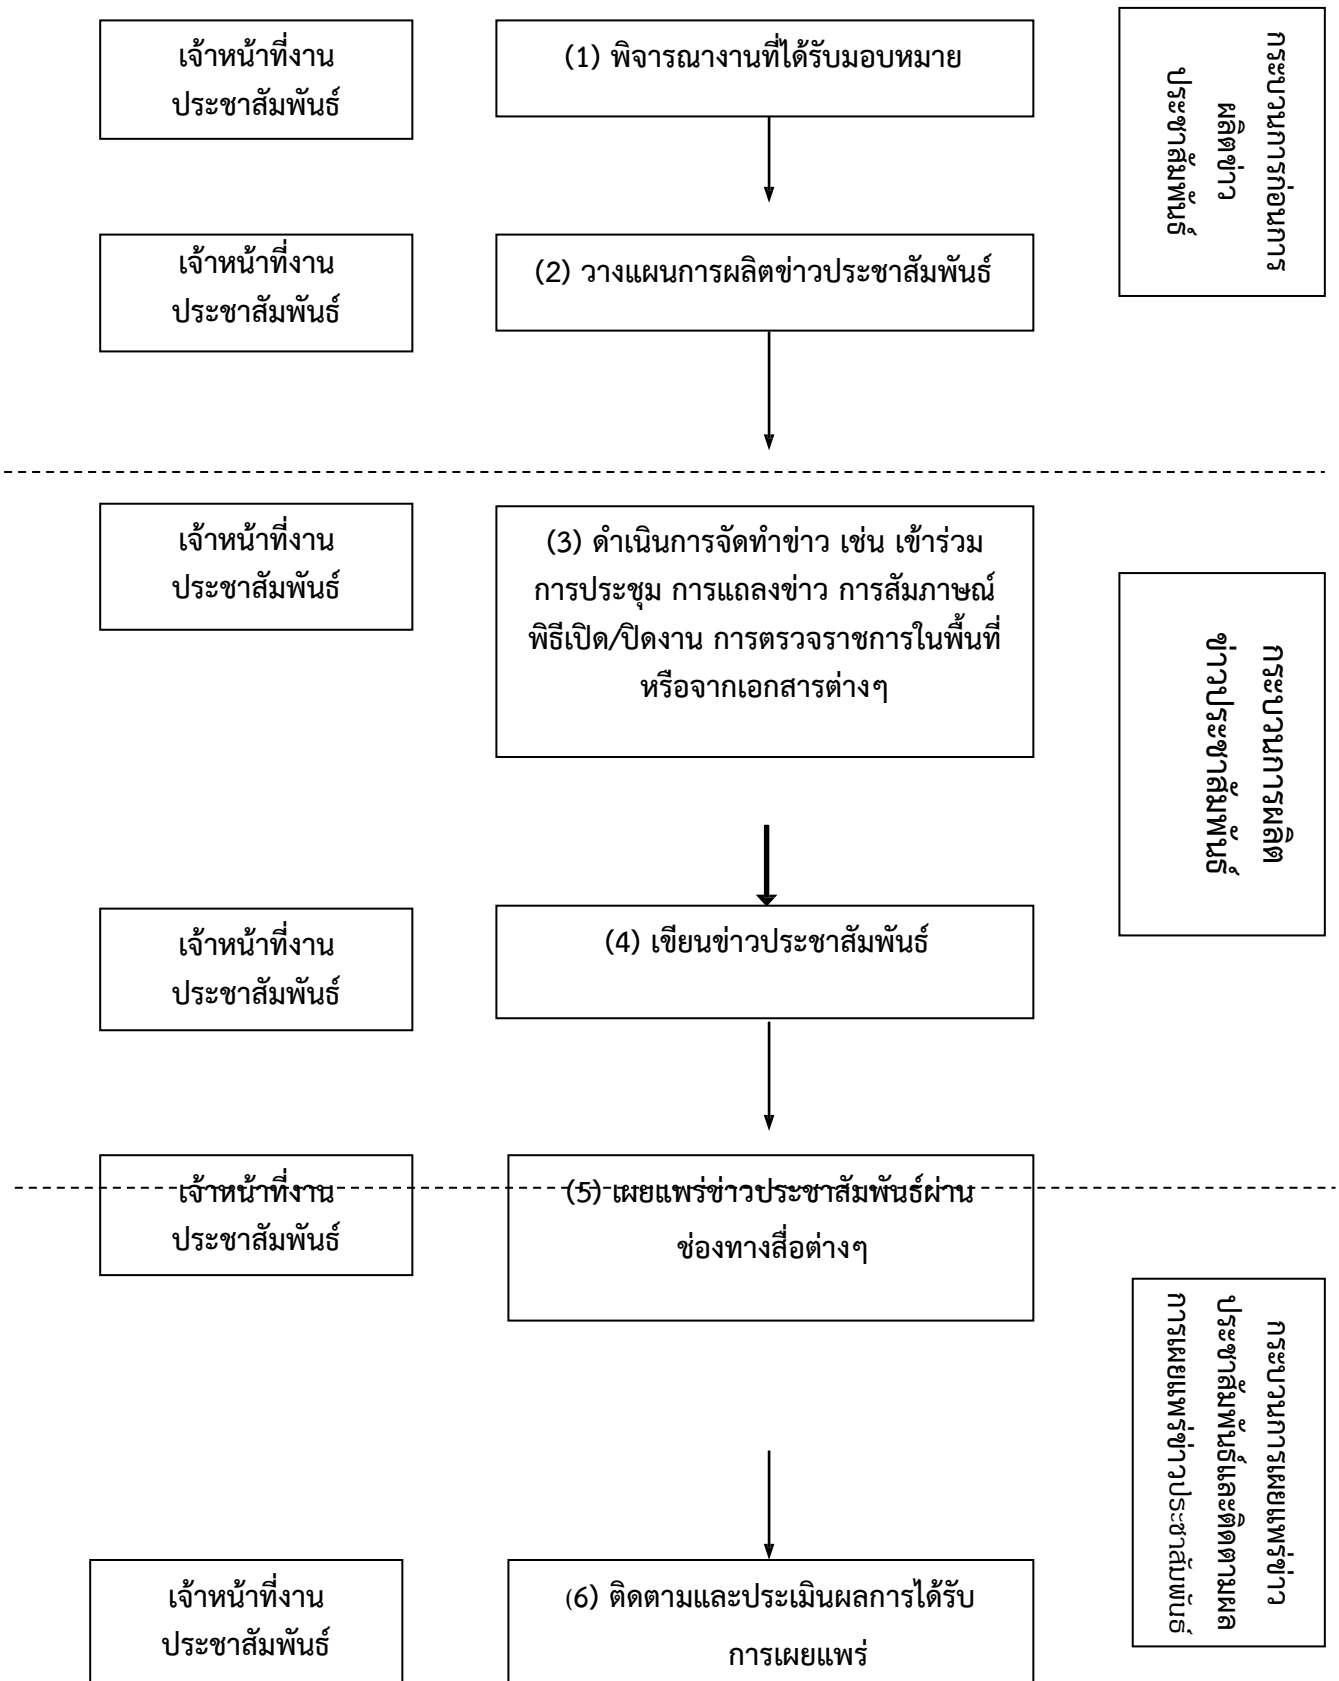 เจ้าหน้าที่งาน
ประชาสัมพันธ์
(1) พิจารณางานที่ได้รับมอบหมาย
กระบวนการก่อนการ
ผลิตข่าว
ประชาสัมพันธ์
เจ้าหน้าที่งาน
ประชาสัมพันธ์
(2) วางแผนการผลิตข่าวประชาสัมพันธ์
เจ้าหน้าที่งาน
ประชาสัมพันธ์
(3) ดำเนินการจัดทำข่าว เช่น เข้าร่วม
การประชุม การแถลงข่าว การสัมภาษณ์
พิธีเปิด/ปิดงาน การตรวจราชการในพื้นที่
หรือจากเอกสารต่างๆ
กระบวนการผลิต
ข่าวประชาสัมพันธ์
เจ้าหน้าที่งาน
ประชาสัมพันธ์
(4) เขียนข่าวประชาสัมพันธ์
เจ้าหน้าที่งาน
ประชาสัมพันธ์
(5) เผยแพร่ข่าวประชาสัมพันธ์ผ่าน
ช่องทางสื่อต่างๆ
กระบวนการเผยแพร่ข่าว
ประชาสัมพันธ์และติดตามผล
การเผยแพร่ข่าวประชาสัมพันธ์
เจ้าหน้าที่งาน
ประชาสัมพันธ์
(6) ติดตามและประเมินผลการได้รับ
การเผยแพร่